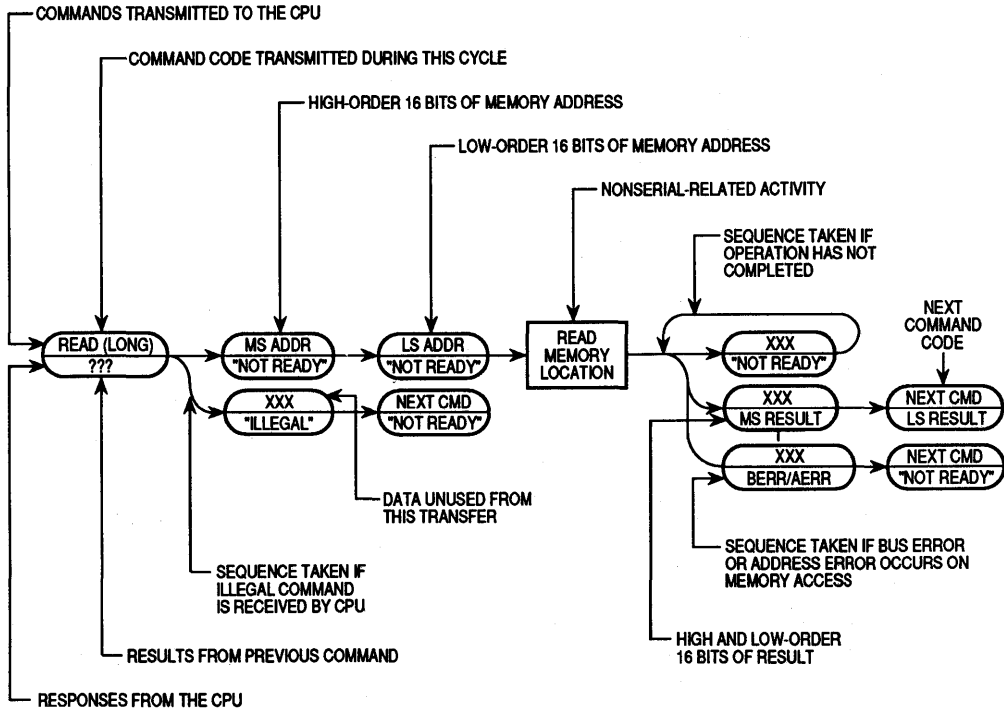 COMMANDS TRANSMITTED TO THE CPU
COMMAND CODE TRANSMITTED DURING THIS CYCLE
HIGH-ORDER 16 BITS OF MEMORY ADDRESS
LOW-ORDER 16 BITS OF MEMORY ADDRESS
NONSERIAL-RELATED ACTIVITY
SEQUENCE TAKEN IF
OPERATION HAS NOT
COMPLETED
NEXT
COMMAND
CODE
READ (LONG)
???
MS ADDR
"NOT READY"
LS ADDR
"NOT READY"
READ
MEMORY
LOCATION
XXX
"NOT READY"
XXX
"ILLEGAL"
NEXT CMD
"NOT READY"
XXX
MS RESULT
NEXT CMD
LS RESULT
XXX
BERR/AERR
NEXT CMD
"NOT READY"
DATA UNUSED FROM
THIS TRANSFER
SEQUENCE TAKEN IF
ILLEGAL COMMAND
IS RECEIVED BY CPU
SEQUENCE TAKEN IF BUS ERROR
OR ADDRESS ERROR OCCURS ON
MEMORY ACCESS
HIGH AND LOW-ORDER
16 BITS OF RESULT
RESULTS FROM PREVIOUS COMMAND
RESPONSES FROM THE CPU